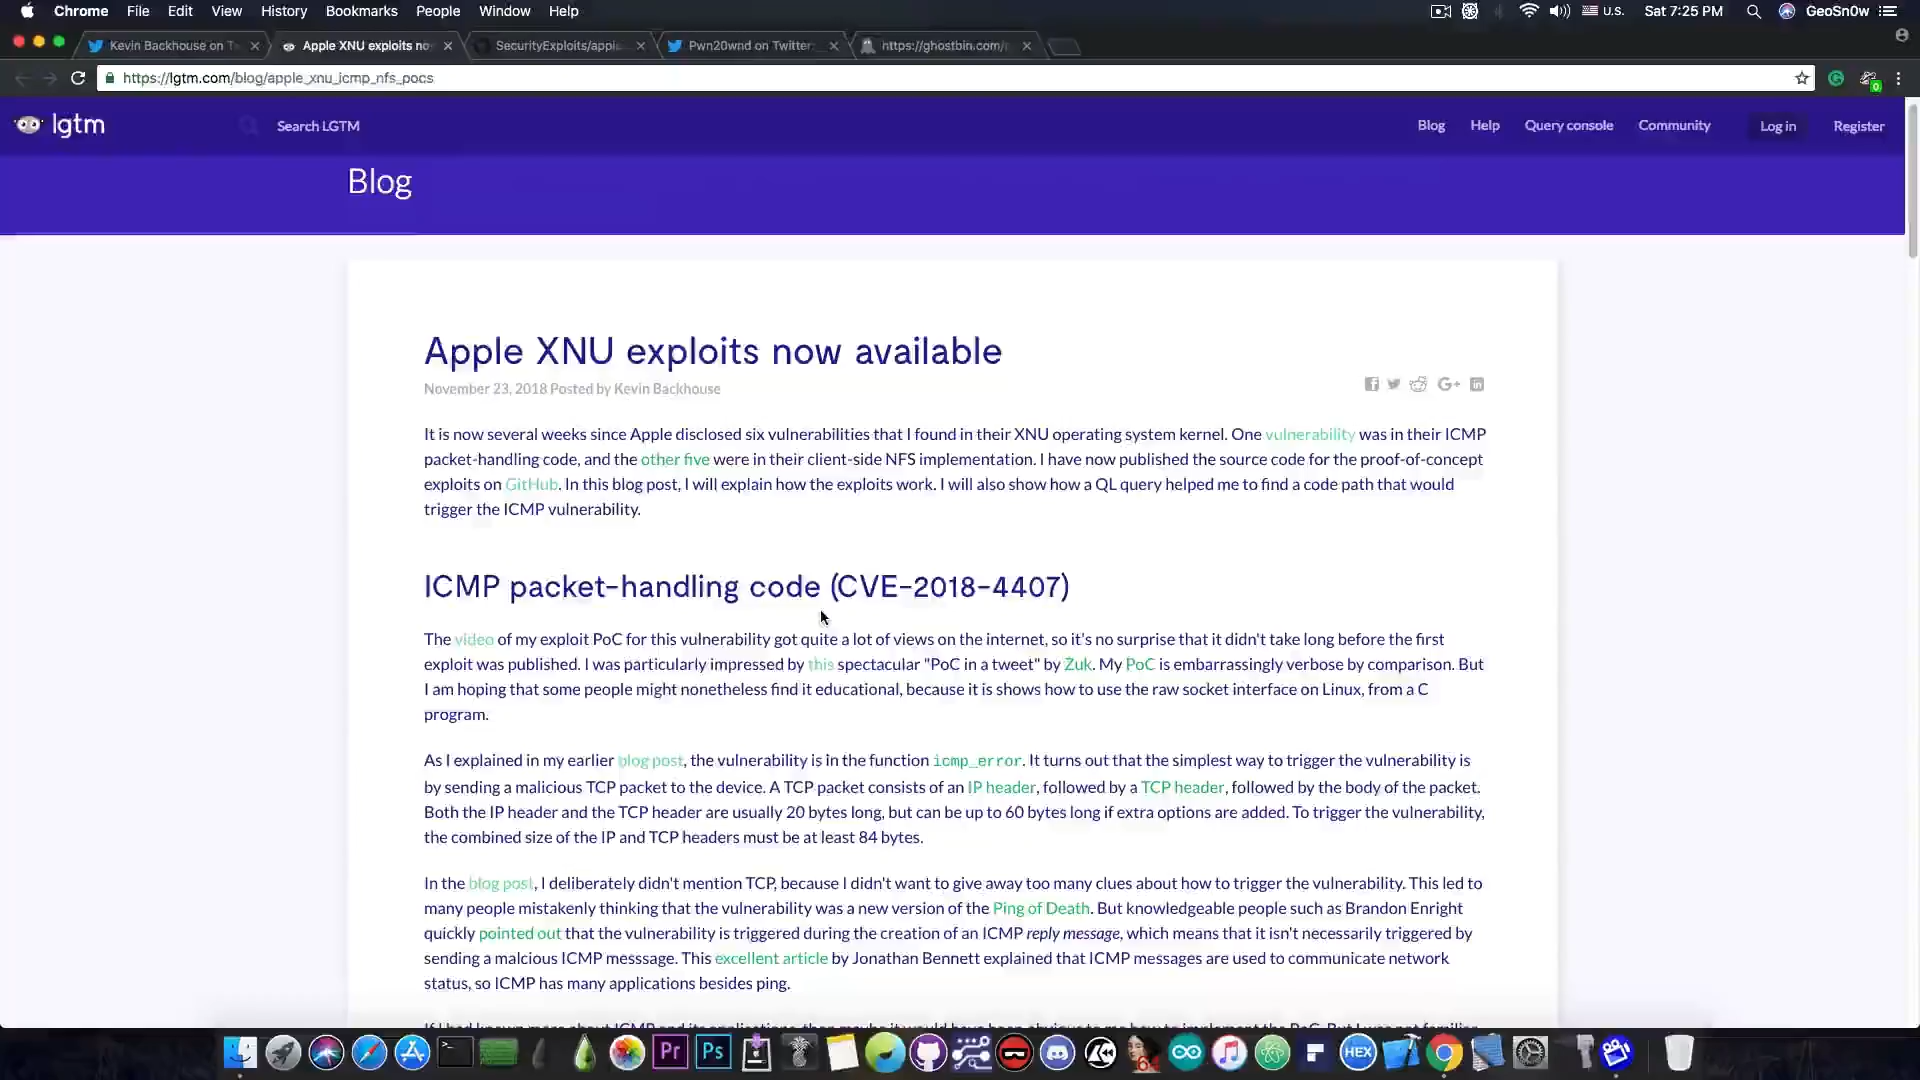 Chrome File Edit View History Bookmarks People Window Help U.S. Sat 7:25 PM GeoSn0w
Kevin Backhouse on T Apple XNU exploits no SecurityExploits/apple Pwn20wnd on Twitter: https://ghostbin.com/
https://lgtm.com/blog/apple_xnu_icmp_nfs_pocs 0
lgtm Search LGTM Blog Help Query console Community Log in Register
Blog
Apple XNU exploits now available
November 23, 2018 Posted by Kevin Backhouse
It is now several weeks since Apple disclosed six vulnerabilities that I found in their XNU operating system kernel. One vulnerability was in their ICMP
packet-handling code, and the other five were in their client-side NFS implementation. I have now published the source code for the proof-of-concept
exploits on GitHub. In this blog post, I will explain how the exploits work. I will also show how a QL query helped me to find a code path that would
trigger the ICMP vulnerability.
ICMP packet-handling code (CVE-2018-4407)
The video of my exploit PoC for this vulnerability got quite a lot of views on the internet, so it's no surprise that it didn't take long before the first
exploit was published. I was particularly impressed by this spectacular "PoC in a tweet" by Zuk. My PoC is embarrassingly verbose by comparison. But
I am hoping that some people might nonetheless find it educational, because it is shows how to use the raw socket interface on Linux, from a C
program.
As I explained in my earlier blog post, the vulnerability is in the function icmp_error. It turns out that the simplest way to trigger the vulnerability is
by sending a malicious TCP packet to the device. A TCP packet consists of an IP header, followed by a TCP header, followed by the body of the packet.
Both the IP header and the TCP header are usually 20 bytes long, but can be up to 60 bytes long if extra options are added. To trigger the vulnerability,
the combined size of the IP and TCP headers must be at least 84 bytes.
In the blog post, I deliberately didn't mention TCP, because I didn't want to give away too many clues about how to trigger the vulnerability. This led to
many people mistakenly thinking that the vulnerability was a new version of the Ping of Death. But knowledgeable people such as Brandon Enright
quickly pointed out that the vulnerability is triggered during the creation of an ICMP reply message, which means that it isn't necessarily triggered by
sending a malcious ICMP messsage. This excellent article by Jonathan Bennett explained that ICMP messages are used to communicate network
status, so ICMP has many applications besides ping.
Pr Ps 64 HEX